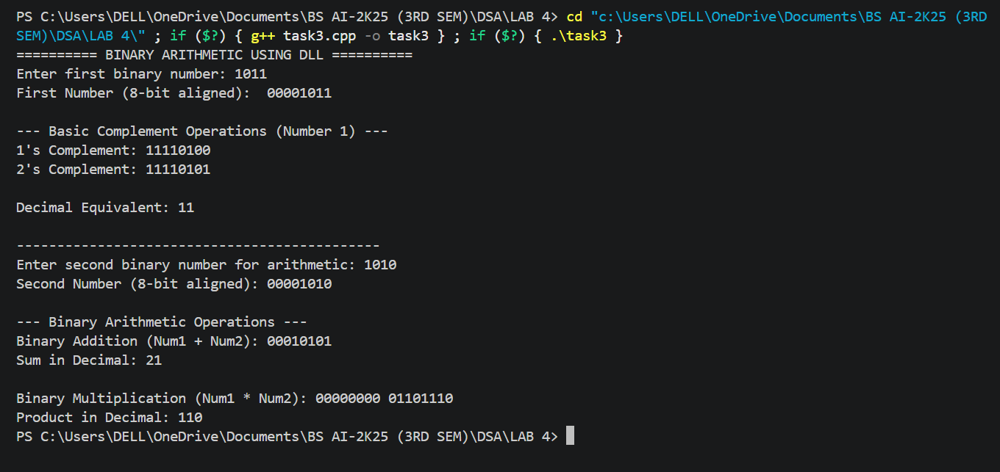 PS C:\Users\DELL\OneDrive\Documents\BS AI-2K25 (3RD SEM)\DSA\LAB 4> cd "c:\Users\DELL\OneDrive\Documents\BS AI-2K25 (3RD
SEM)\DSA\LAB 4\" ; if ($?) { g++ task3.cpp -o task3 } ; if ($?) { .\task3 }
========== BINARY ARITHMETIC USING DLL ==========
Enter first binary number: 1011
First Number (8-bit aligned):  00001011

--- Basic Complement Operations (Number 1) ---
1's Complement: 11110100
2's Complement: 11110101

Decimal Equivalent: 11

---------------------------------------------
Enter second binary number for arithmetic: 1010
Second Number (8-bit aligned): 00001010

--- Binary Arithmetic Operations ---
Binary Addition (Num1 + Num2): 00010101
Sum in Decimal: 21

Binary Multiplication (Num1 * Num2): 00000000 01101110
Product in Decimal: 110
PS C:\Users\DELL\OneDrive\Documents\BS AI-2K25 (3RD SEM)\DSA\LAB 4>